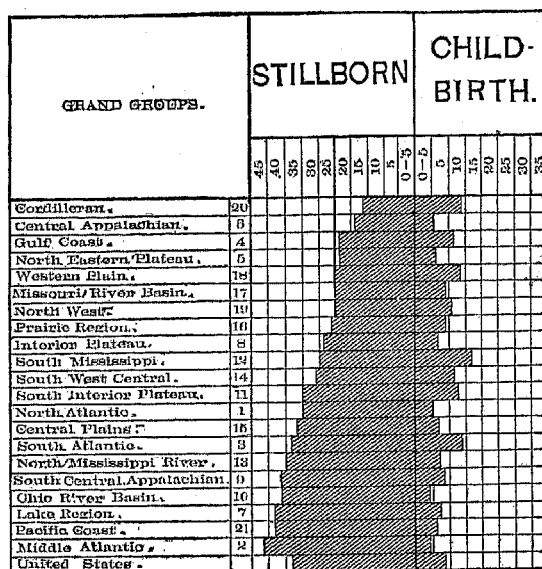 GRAND GROUPS.
STILLBORN
CHILD-
BIRTH.
45 40 35 30 25 20 15 10 5 0 0 5 10 15 20 25 30 35
Cordilleran. 20
Central Appalachian. 6
Gulf Coast. 4
North Eastern Plateau. 5
Western Plain. 18
Missouri River Basin. 17
North West. 19
Prairie Region. 16
Interior Plateau. 8
South Mississippi. 12
South West Central. 14
South Interior Plateau. 11
North Atlantic. 1
Central Plains. 15
South Atlantic. 3
North Mississippi River. 13
South Central Appalachian. 9
Ohio River Basin. 10
Lake Region. 7
Pacific Coast. 21
Middle Atlantic. 2
United States.